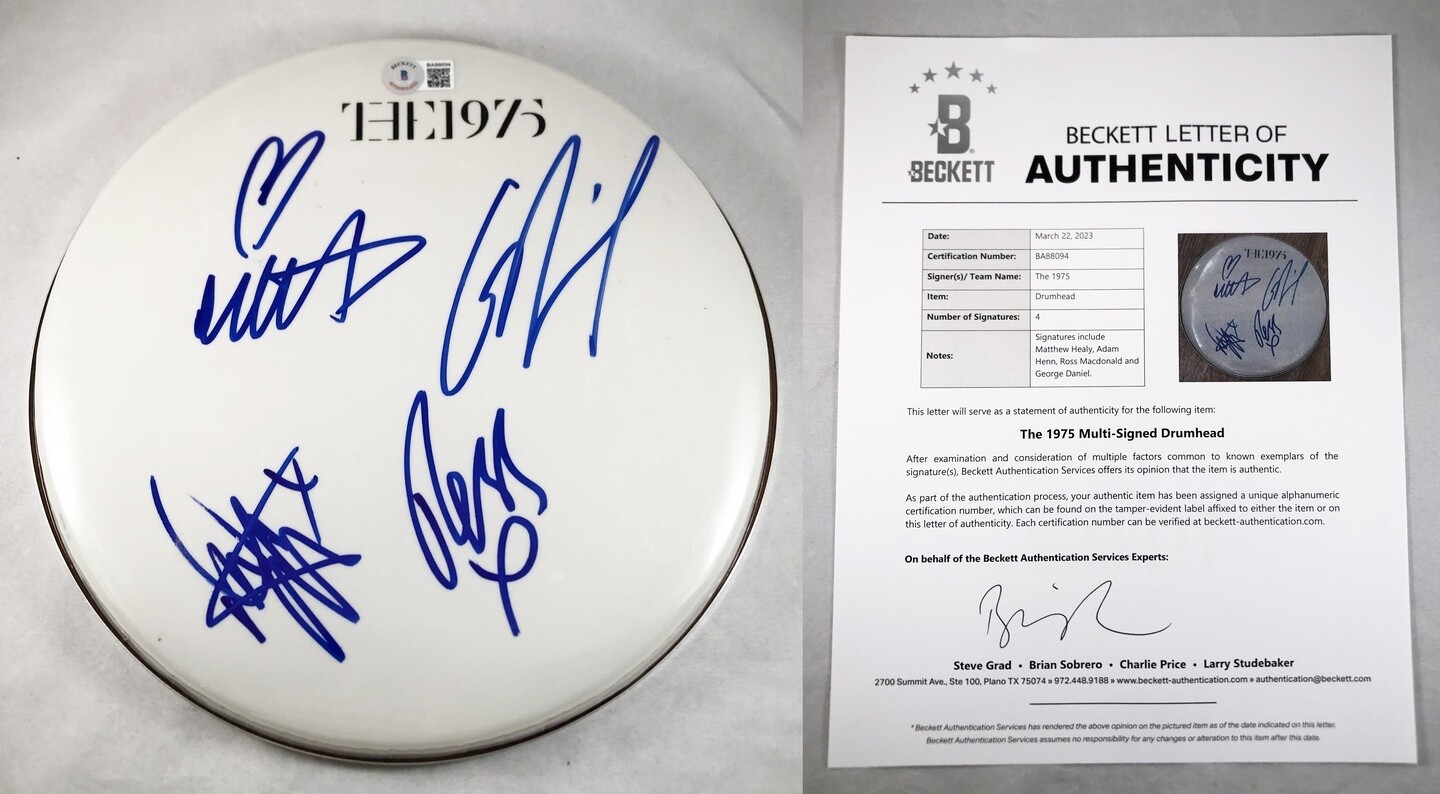 BECKETT
B
AUTHENTICATED
BA88094
THE 1975
Matt
Ross
B
BECKETT
BECKETT LETTER OF
AUTHENTICITY
Date: March 22, 2023
Certification Number: BA88094
Signer(s)/ Team Name: The 1975
Item: Drumhead
Number of Signatures: 4
Notes: Signatures include
Matthew Healy, Adam
Henn, Ross Macdonald and
George Daniel.
THE 1975
This letter will serve as a statement of authenticity for the following item:
The 1975 Multi-Signed Drumhead
After examination and consideration of multiple factors common to known exemplars of the
signature(s), Beckett Authentication Services offers its opinion that the item is authentic.
As part of the authentication process, your authentic item has been assigned a unique alphanumeric
certification number, which can be found on the tamper-evident label affixed to either the item or on
this letter of authenticity. Each certification number can be verified at beckett-authentication.com.
On behalf of the Beckett Authentication Services Experts:
Steve Grad • Brian Sobrero • Charlie Price • Larry Studebaker
2700 Summit Ave., Ste 100, Plano TX 75074 » 972.448.9188 » www.beckett-authentication.com » authentication@beckett.com
* Beckett Authentication Services has rendered the above opinion on the pictured item as of the date indicated on this letter.
Beckett Authentication Services assumes no responsibility for any changes or alteration to this item after this date.